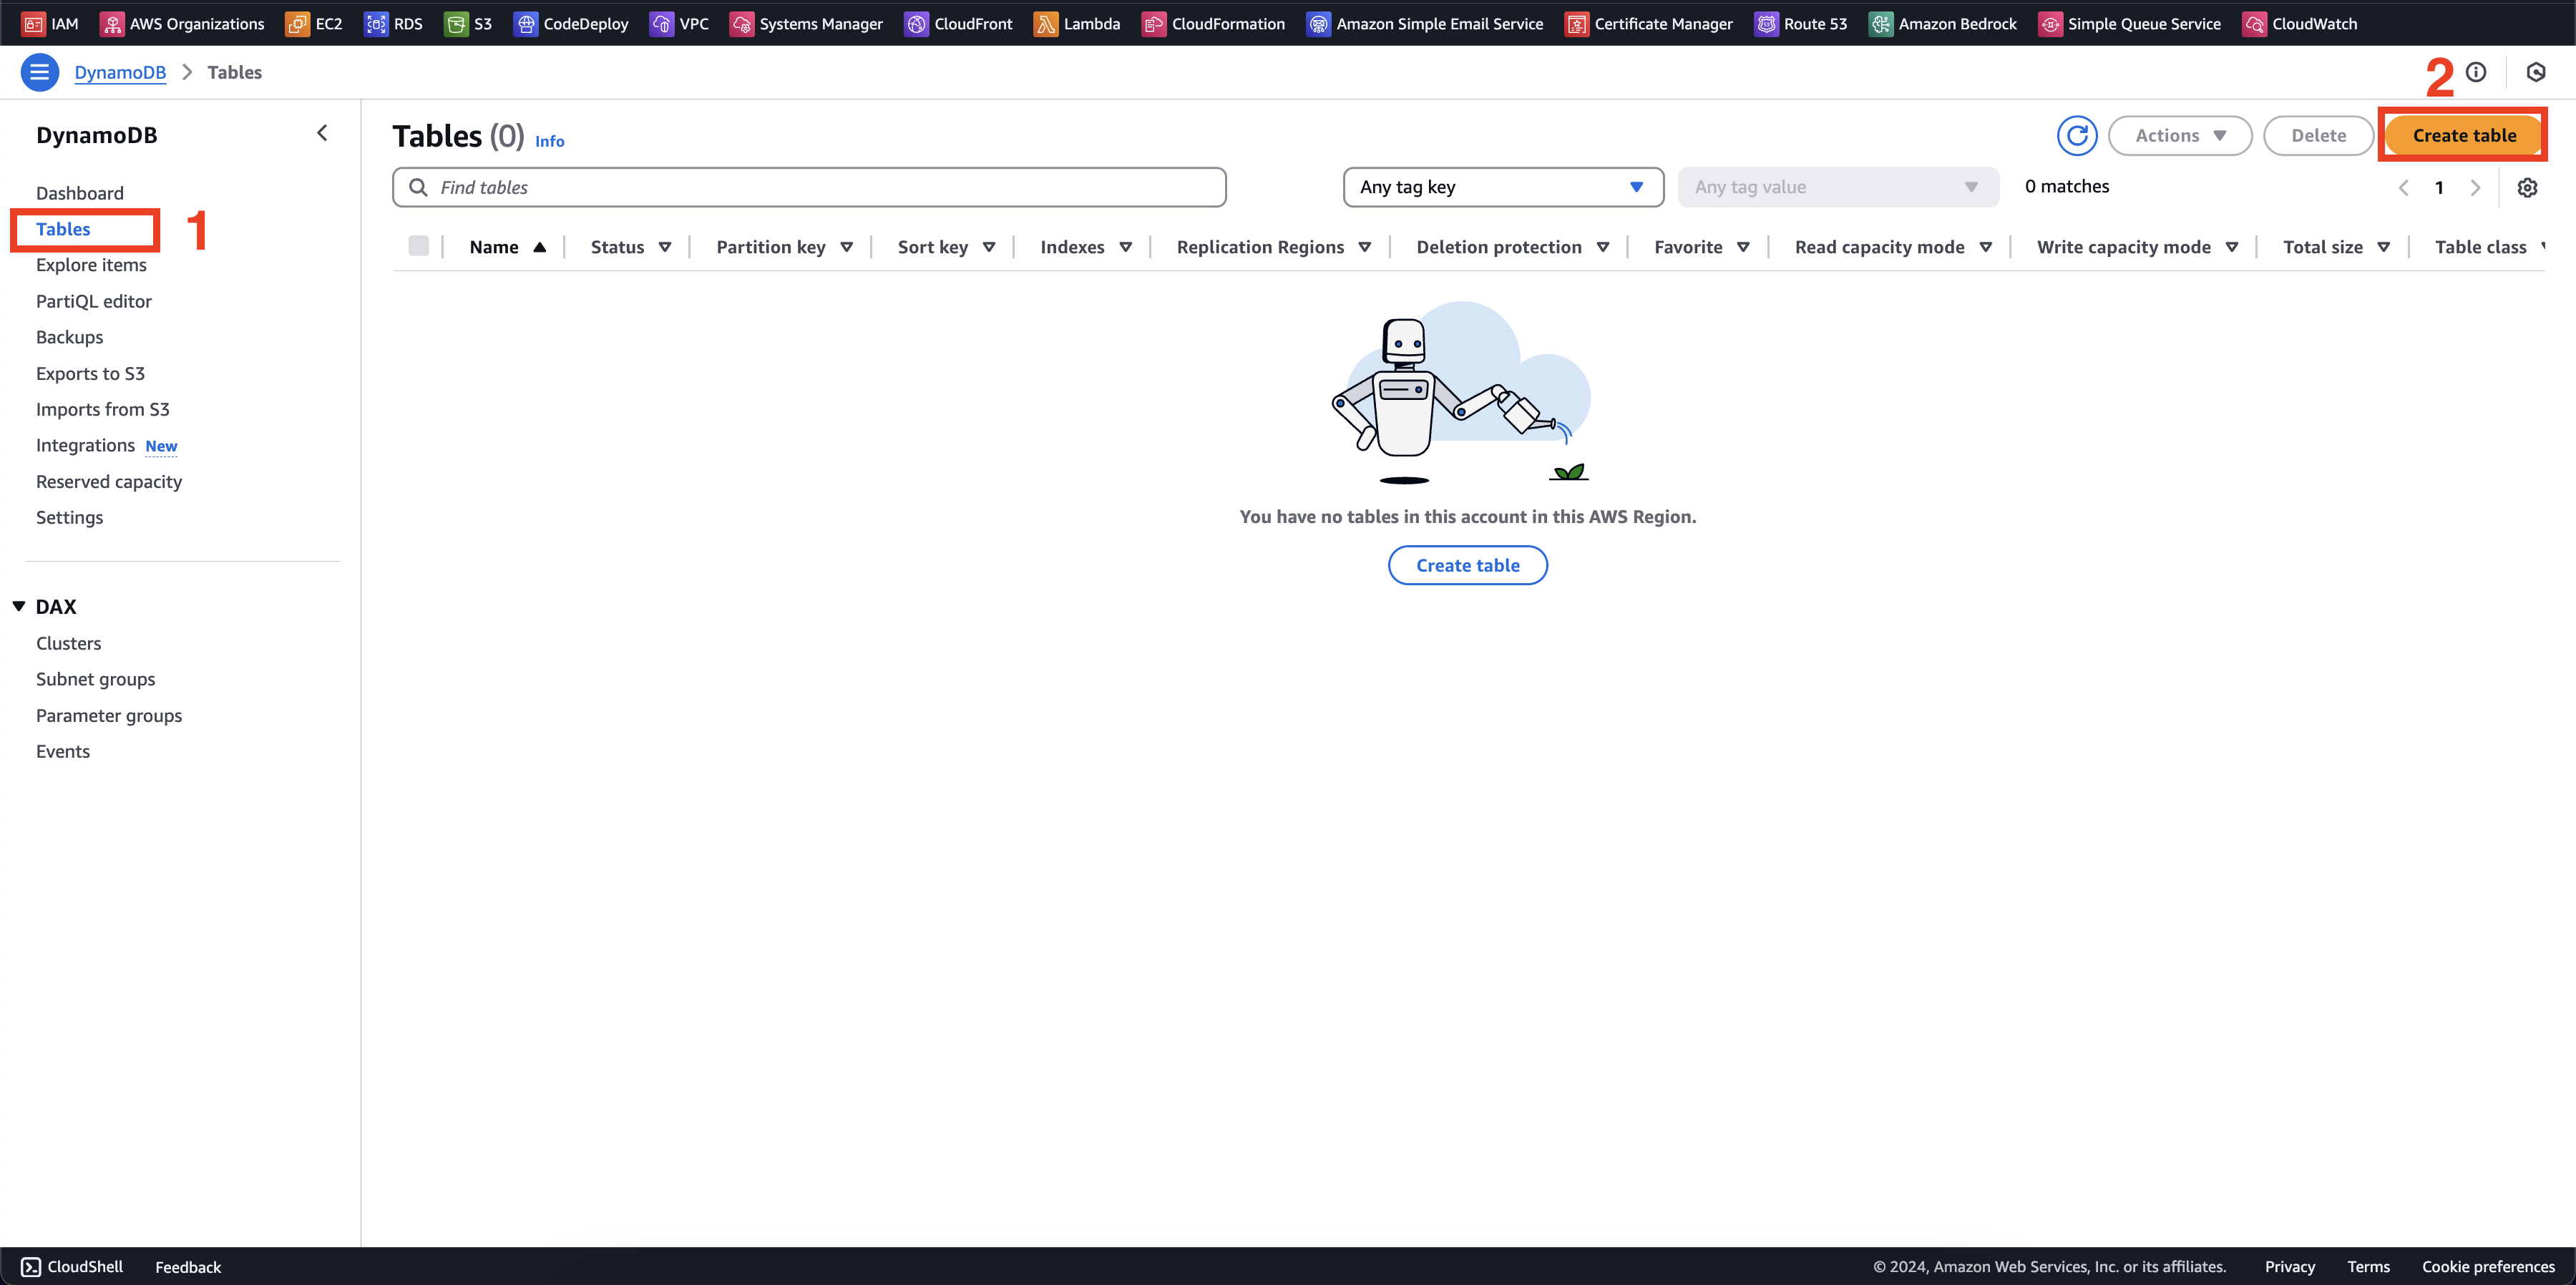 IAM AWS Organizations EC2 RDS S3 CodeDeploy VPC Systems Manager CloudFront Lambda CloudFormation Amazon Simple Email Service Certificate Manager Route 53 Amazon Bedrock Simple Queue Service CloudWatch
DynamoDB Tables 2
DynamoDB
Dashboard
Tables 1
Explore items
PartiQL editor
Backups
Exports to S3
Imports from S3
Integrations New
Reserved capacity
Settings
DAX
Clusters
Subnet groups
Parameter groups
Events
Tables (0) Info Actions Delete Create table
Find tables Any tag key Any tag value 0 matches 1
Name Status Partition key Sort key Indexes Replication Regions Deletion protection Favorite Read capacity mode Write capacity mode Total size Table class
You have no tables in this account in this AWS Region.
Create table
CloudShell Feedback © 2024, Amazon Web Services, Inc. or its affiliates. Privacy Terms Cookie preferences